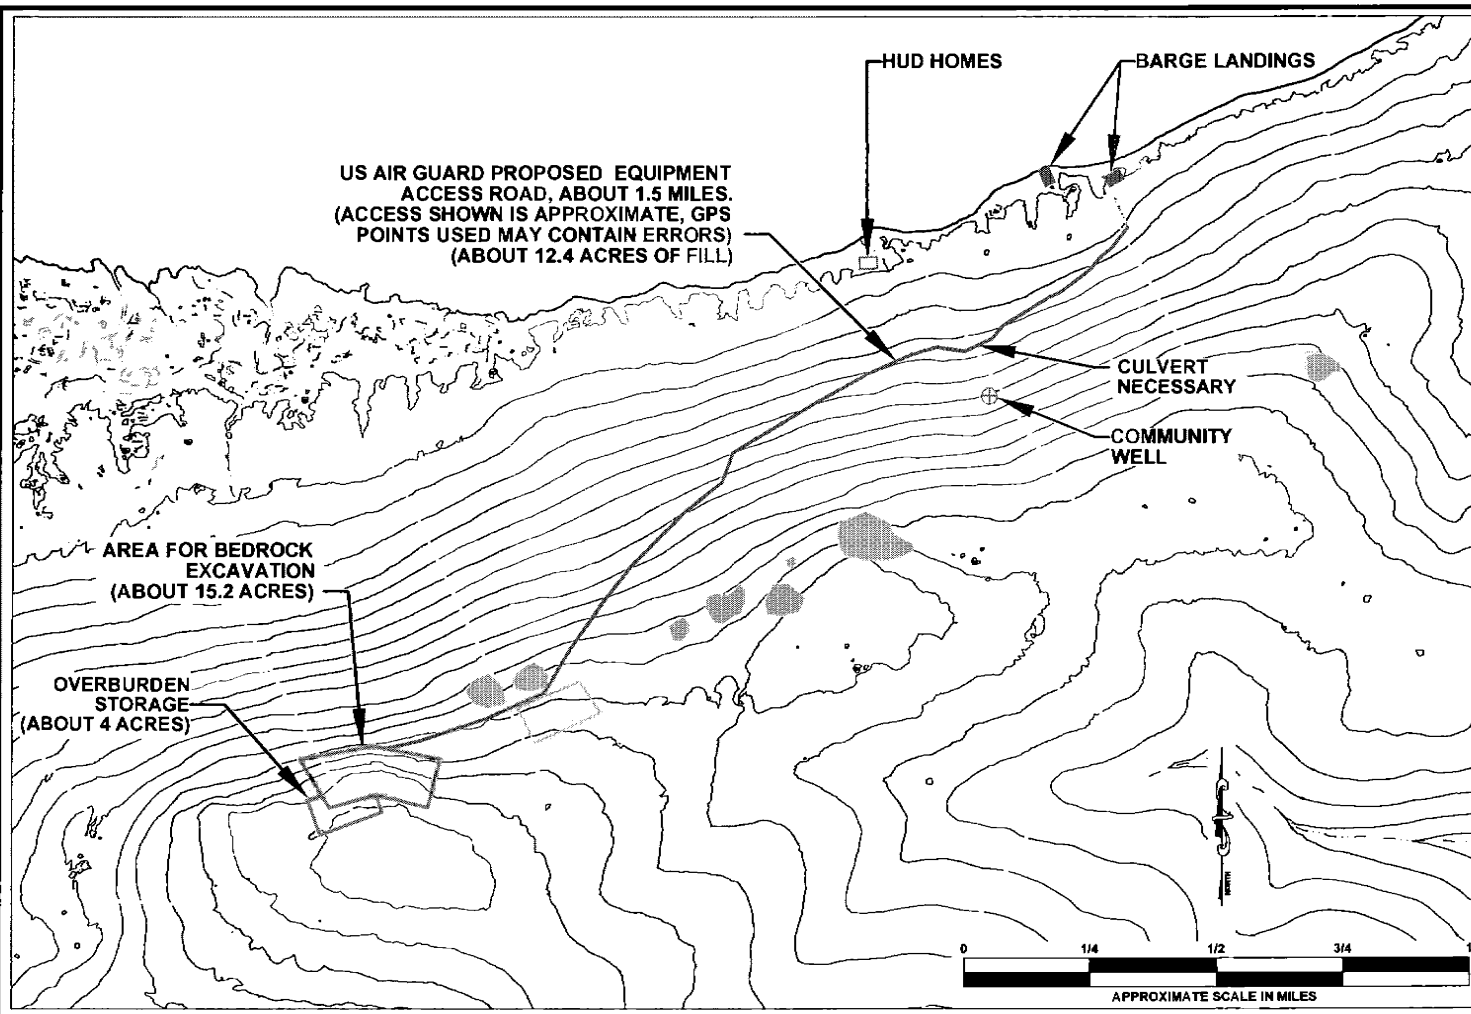 HUD HOMES
BARGE LANDINGS
US AIR GUARD PROPOSED EQUIPMENT
ACCESS ROAD, ABOUT 1.5 MILES.
(ACCESS SHOWN IS APPROXIMATE, GPS
POINTS USED MAY CONTAIN ERRORS)
(ABOUT 12.4 ACRES OF FILL)
CULVERT
NECESSARY
COMMUNITY
WELL
AREA FOR BEDROCK
EXCAVATION
(ABOUT 15.2 ACRES)
OVERBURDEN
STORAGE
(ABOUT 4 ACRES)
NORTH
0 1/4 1/2 3/4 1
APPROXIMATE SCALE IN MILES